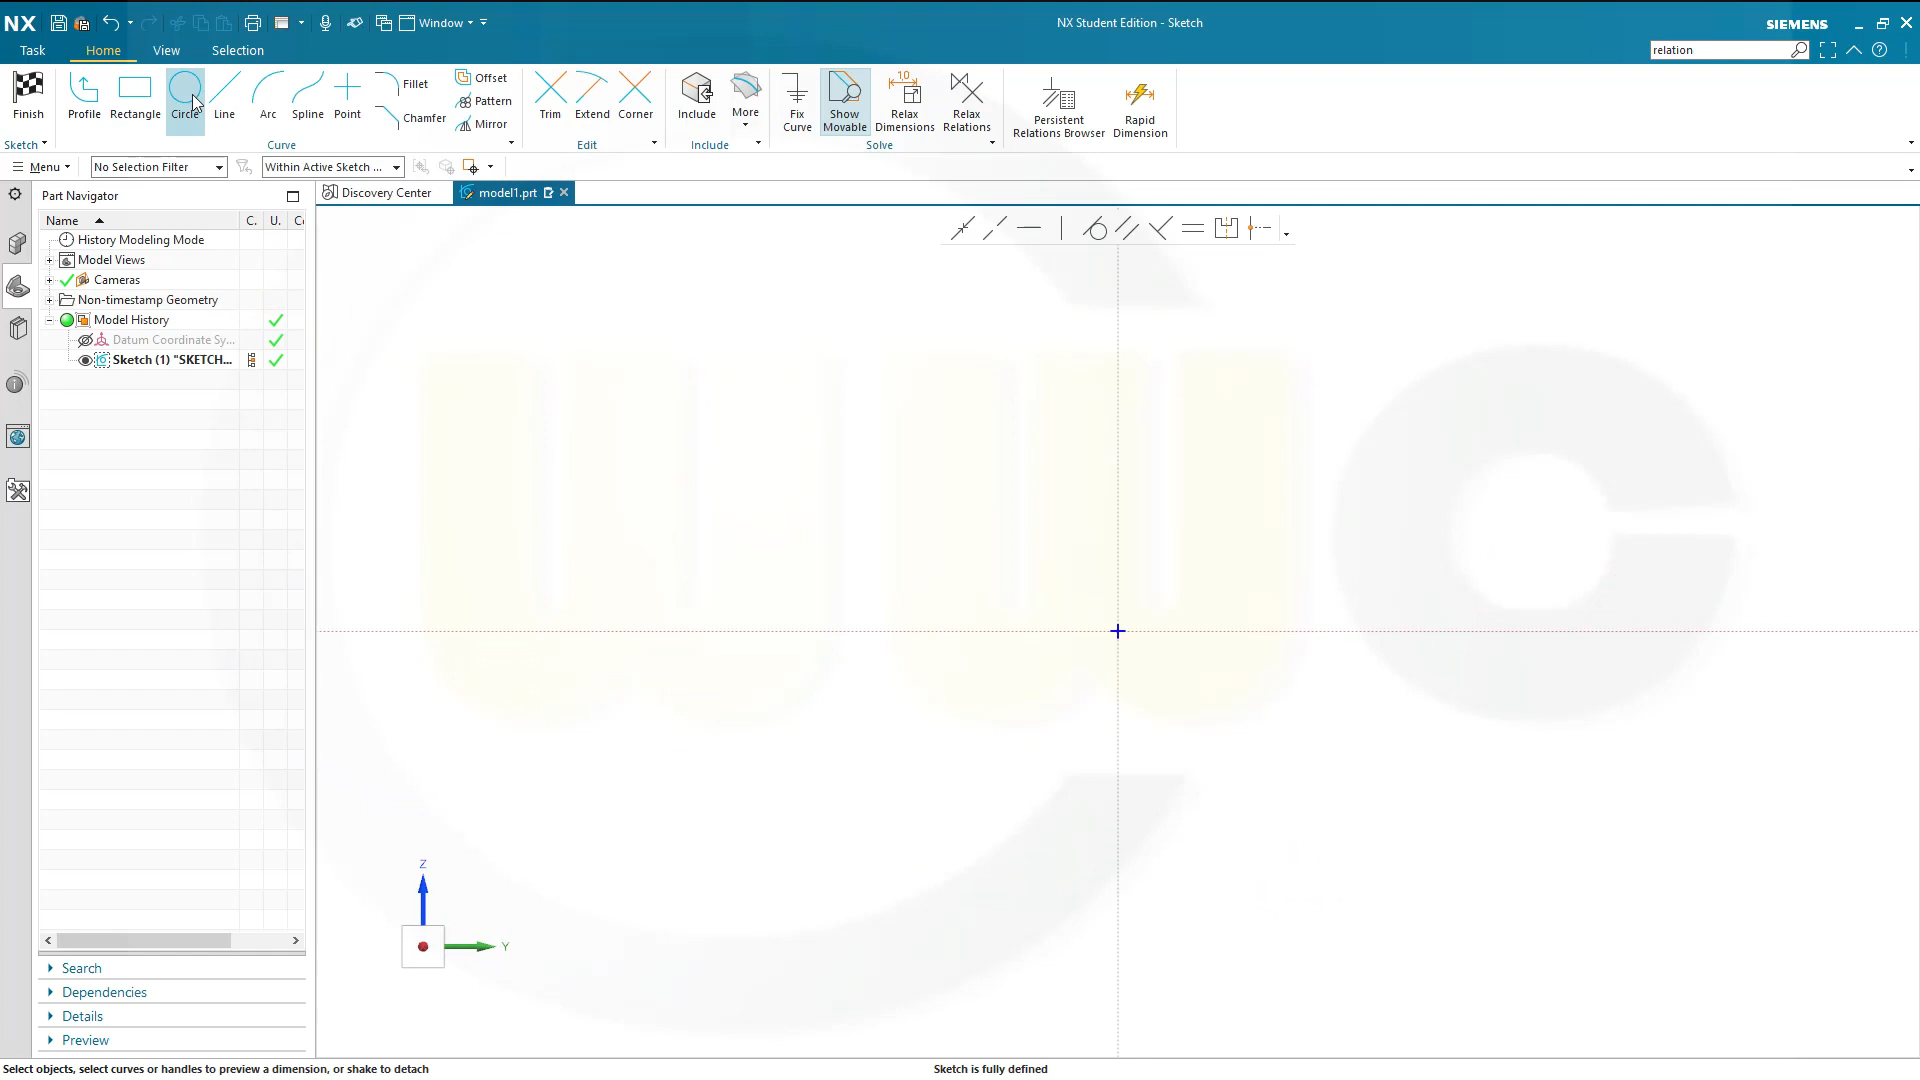 NX
Window
NX Student Edition - Sketch
SIEMENS
Task
Home
View
Selection
relation
Finish
Profile
Rectangle
Circle
Line
Arc
Spline
Point
Fillet
Chamfer
Offset
Pattern
Mirror
Trim
Extend
Corner
Include
More
Fix Curve
Show Movable
1,0
Relax Dimensions
Relax Relations
Persistent Relations Browser
Rapid Dimension
Sketch
Curve
Edit
Include
Solve
Menu
No Selection Filter
Within Active Sketch ...
Part Navigator
Discovery Center
model1.prt
Name
C.
U.
History Modeling Mode
Model Views
Cameras
Non-timestamp Geometry
Model History
Datum Coordinate Sy...
Sketch (1) "SKETCH...
wuuc
Z
Y
Search
Dependencies
Details
Preview
Select objects, select curves or handles to preview a dimension, or shake to detach
Sketch is fully defined